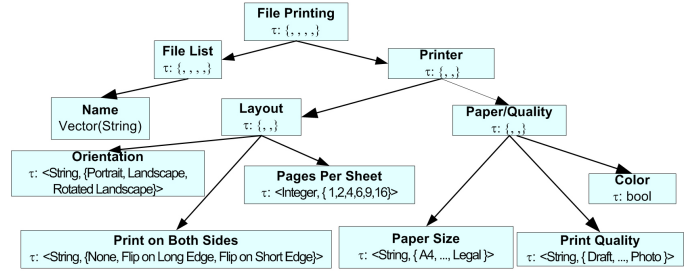 File Printing
τ: {, , , ,}
File List
τ: {, , , ,}
Printer
τ: {, ,}
Name
Vector(String)
Layout
τ: {, ,}
Paper/Quality
τ: {, ,}
Orientation
τ: <String, {Portrait, Landscape,
Rotated Landscape}>
Pages Per Sheet
τ: <Integer, { 1,2,4,6,9,16}>
Color
τ: bool
Print on Both Sides
τ: <String, {None, Flip on Long Edge, Flip on Short Edge}>
Paper Size
τ: <String, { A4, ..., Legal }>
Print Quality
τ: <String, { Draft, ..., Photo }>